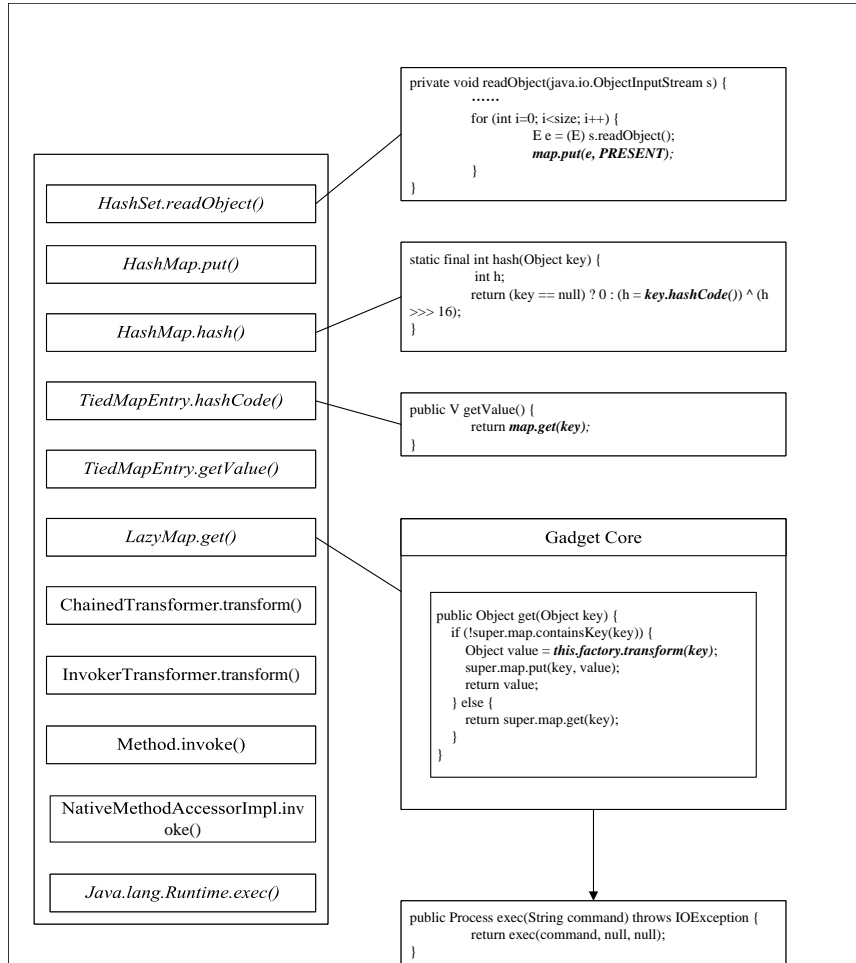 HashSet.readObject()
HashMap.put()
HashMap.hash()
TiedMapEntry.hashCode()
TiedMapEntry.getValue()
LazyMap.get()
ChainedTransformer.transform()
InvokerTransformer.transform()
Method.invoke()
NativeMethodAccessorImpl.inv
oke()
Java.lang.Runtime.exec()
private void readObject(java.io.ObjectInputStream s) {
……
for (int i=0; i<size; i++) {
E e = (E) s.readObject();
map.put(e, PRESENT);
}
}
static final int hash(Object key) {
int h;
return (key == null) ? 0 : (h = key.hashCode()) ^ (h
>>> 16);
}
public V getValue() {
return map.get(key);
}
Gadget Core
public Object get(Object key) {
if (!super.map.containsKey(key)) {
Object value = this.factory.transform(key);
super.map.put(key, value);
return value;
} else {
return super.map.get(key);
}
}
public Process exec(String command) throws IOException {
return exec(command, null, null);
}